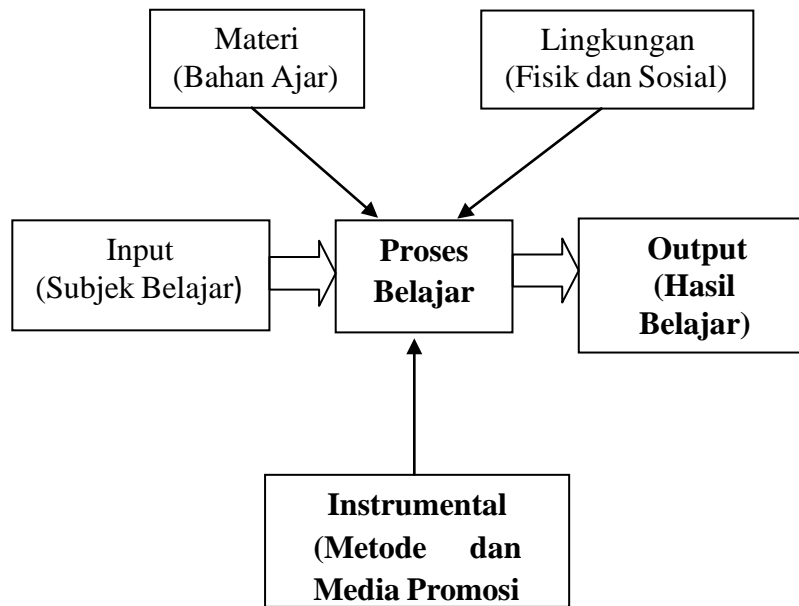 Materi
(Bahan Ajar)
Lingkungan
(Fisik dan Sosial)
Input
(Subjek Belajar)
Proses
Belajar
Output
(Hasil
Belajar)
Instrumental
(Metode dan
Media Promosi